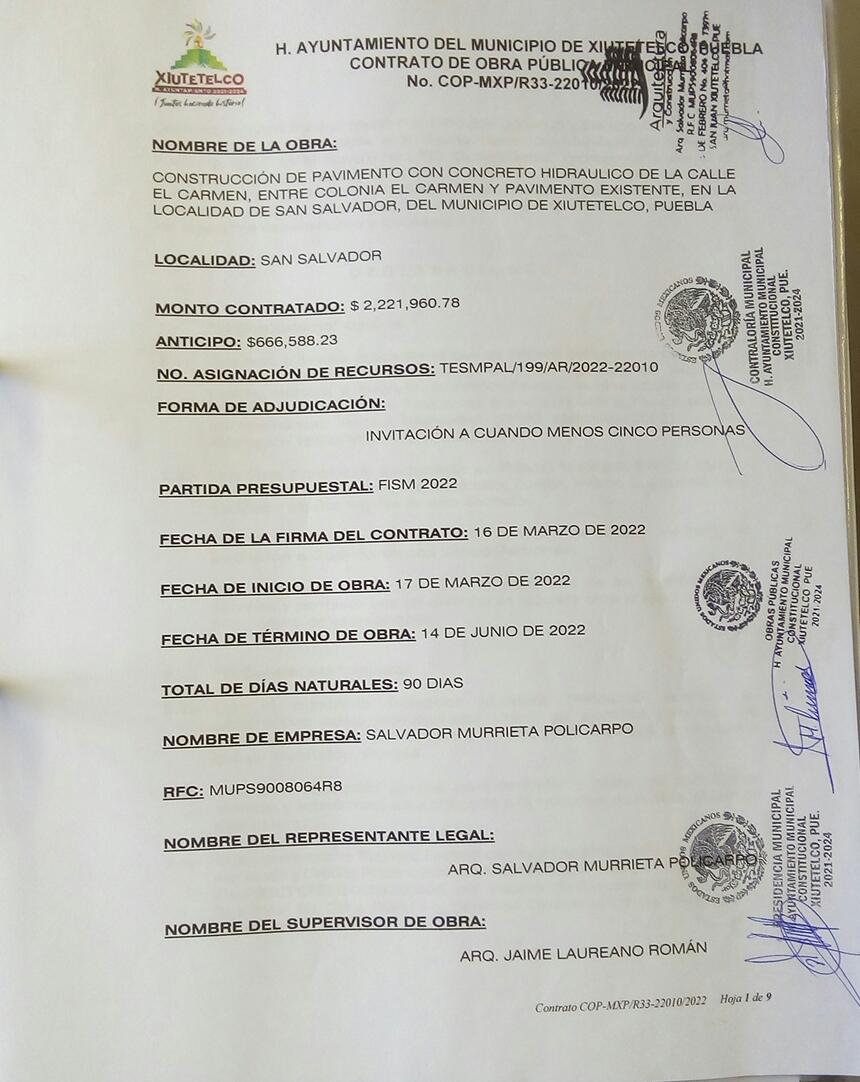 XIUTETELCO
H. AYUNTAMIENTO 2021-2024
¡Juntos haciendo historia!
H. AYUNTAMIENTO DEL MUNICIPIO DE XIUTETELCO, PUEBLA
CONTRATO DE OBRA PÚBLICA
No. COP-MXP/R33-22010/2022
Arquitectura
y Construcción
Arq. Salvador Murrieta Policarpo
R.F.C. MUPS9008064R8
DE FEBRERO No.
SAN JUAN XIUTETELCO, PUE
NOMBRE DE LA OBRA:
CONSTRUCCIÓN DE PAVIMENTO CON CONCRETO HIDRAULICO DE LA CALLE
EL CARMEN, ENTRE COLONIA EL CARMEN Y PAVIMENTO EXISTENTE, EN LA
LOCALIDAD DE SAN SALVADOR, DEL MUNICIPIO DE XIUTETELCO, PUEBLA
LOCALIDAD: SAN SALVADOR
MONTO CONTRATADO: $ 2,221,960.78
ANTICIPO: $666,588.23
NO. ASIGNACIÓN DE RECURSOS: TESMPAL/199/AR/2022-22010
FORMA DE ADJUDICACIÓN:
INVITACIÓN A CUANDO MENOS CINCO PERSONAS
CONTRALORÍA MUNICIPAL
H. AYUNTAMIENTO MUNICIPAL
CONSTITUCIONAL
XIUTETELCO, PUE.
2021-2024
PARTIDA PRESUPUESTAL: FISM 2022
FECHA DE LA FIRMA DEL CONTRATO: 16 DE MARZO DE 2022
FECHA DE INICIO DE OBRA: 17 DE MARZO DE 2022
FECHA DE TÉRMINO DE OBRA: 14 DE JUNIO DE 2022
ESTADOS UNIDOS MEXICANOS
OBRAS PÚBLICAS
H AYUNTAMIENTO MUNICIPAL
CONSTITUCIONAL
XIUTETELCO PUE
2021-2024
TOTAL DE DÍAS NATURALES: 90 DIAS
NOMBRE DE EMPRESA: SALVADOR MURRIETA POLICARPO
RFC: MUPS9008064R8
NOMBRE DEL REPRESENTANTE LEGAL:
ARQ. SALVADOR MURRIETA POLICARPO
ESTADOS UNIDOS MEXICANOS
PRESIDENCIA MUNICIPAL
AYUNTAMIENTO MUNICIPAL
CONSTITUCIONAL
XIUTETELCO, PUE.
2021-2024
NOMBRE DEL SUPERVISOR DE OBRA:
ARQ. JAIME LAUREANO ROMÁN
Contrato COP-MXP/R33-22010/2022 Hoja 1 de 9